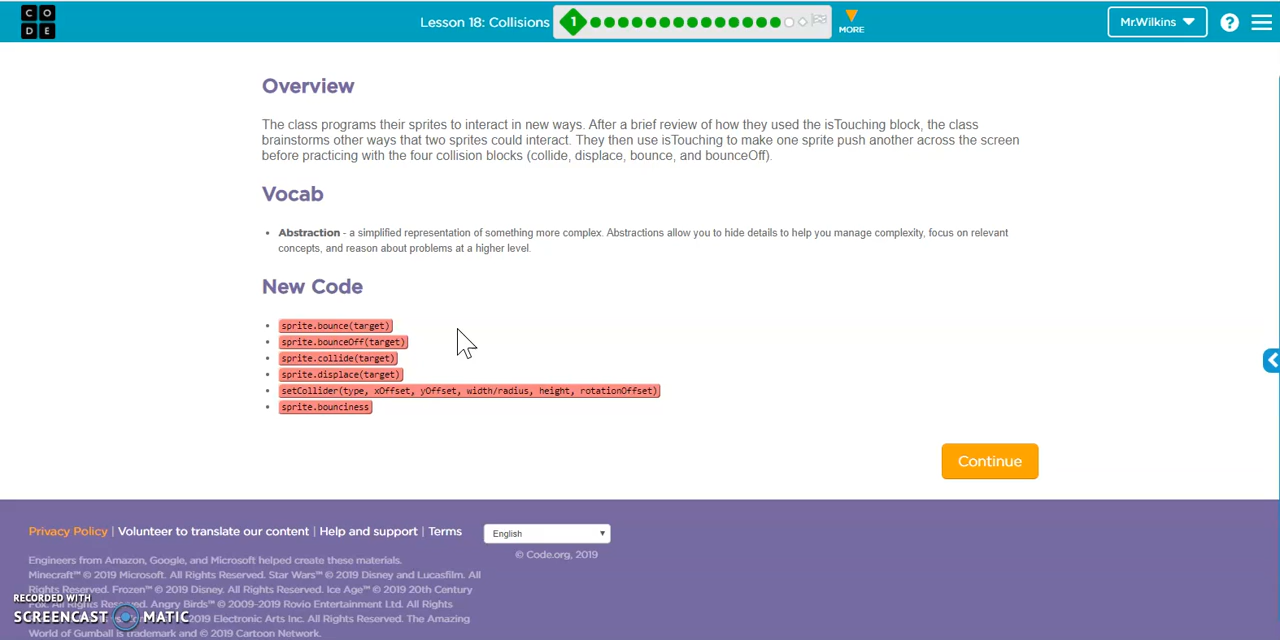 C O
D E
Lesson 18: Collisions
1
MORE
Mr.Wilkins
?
Overview
The class programs their sprites to interact in new ways. After a brief review of how they used the isTouching block, the class
brainstorms other ways that two sprites could interact. They then use isTouching to make one sprite push another across the screen
before practicing with the four collision blocks (collide, displace, bounce, and bounceOff).
Vocab
• Abstraction - a simplified representation of something more complex. Abstractions allow you to hide details to help you manage complexity, focus on relevant
concepts, and reason about problems at a higher level.
New Code
• sprite.bounce(target)
• sprite.bounceOff(target)
• sprite.collide(target)
• sprite.displace(target)
• setCollider(type, xOffset, yOffset, width/radius, height, rotationOffset)
• sprite.bounciness
Continue
Privacy Policy | Volunteer to translate our content | Help and support | Terms
English
© Code.org, 2019
Engineers from Amazon, Google, and Microsoft helped create these materials.
Minecraft™ © 2019 Microsoft. All Rights Reserved. Star Wars™ © 2019 Disney and Lucasfilm. All
Rights Reserved. Frozen™ © 2019 Disney. All Rights Reserved. Ice Age™ © 2019 20th Century
Fox. All Rights Reserved. Angry Birds™ © 2009-2019 Rovio Entertainment Ltd. All Rights
2019 Electronic Arts Inc. All Rights Reserved. The Amazing
World of Gumball is trademark and © 2019 Cartoon Network.
RECORDED WITH
SCREENCAST MATIC